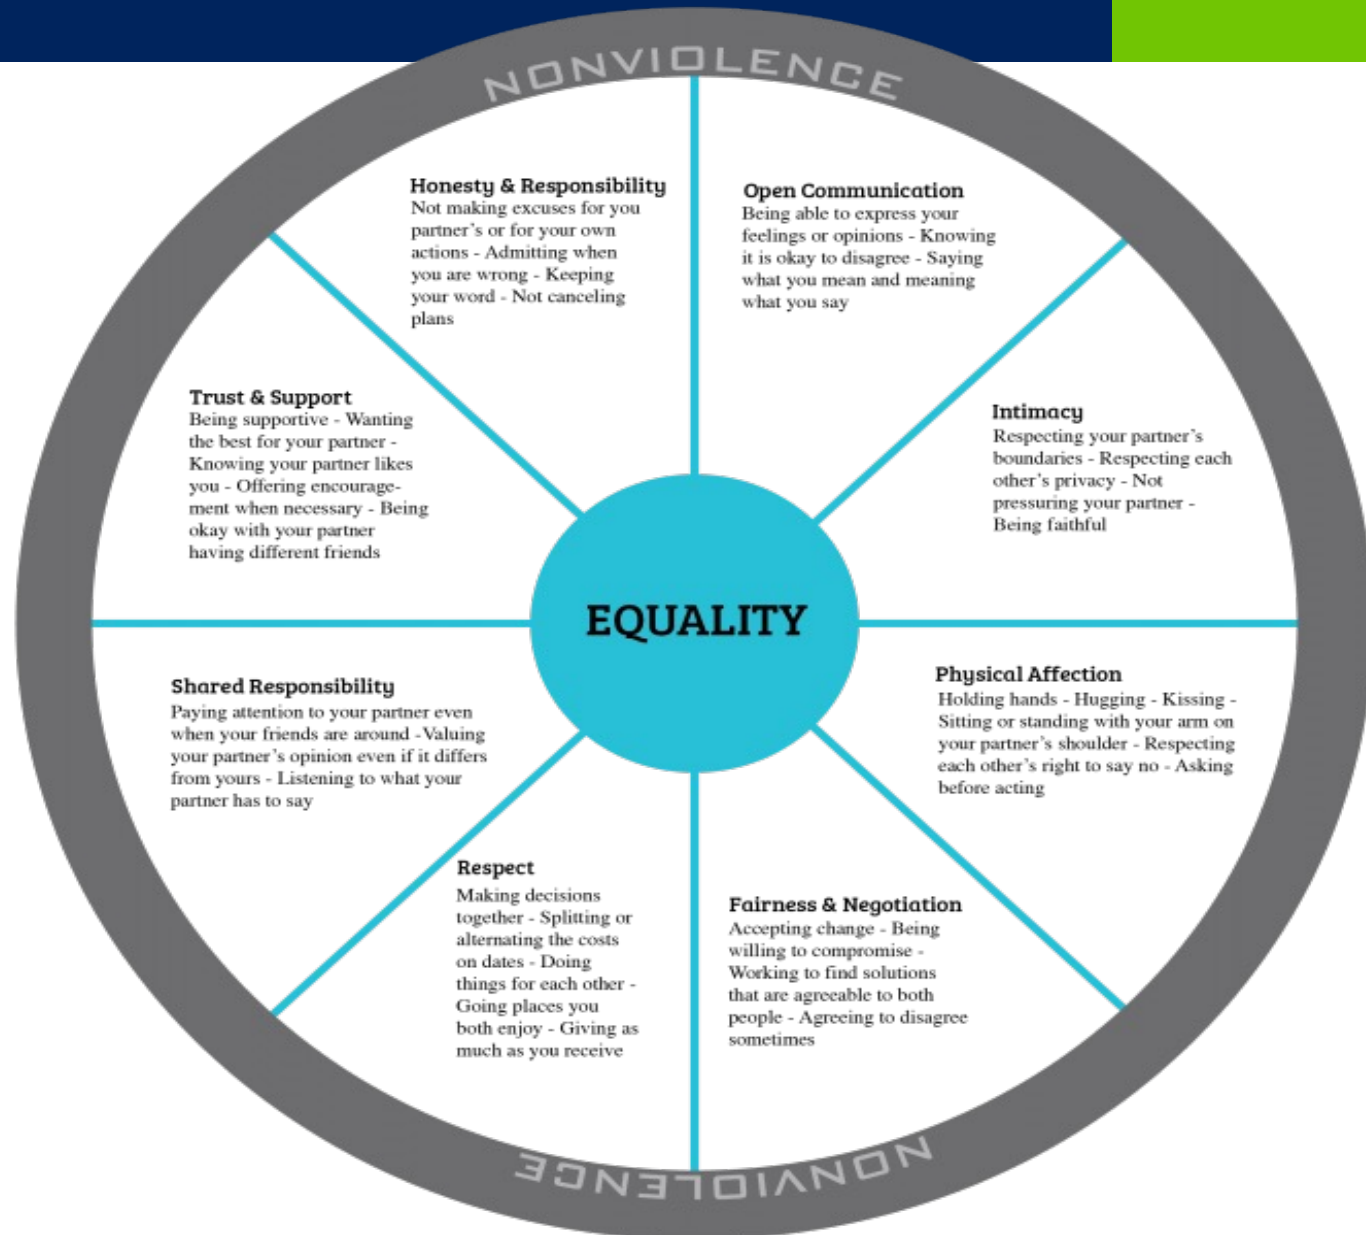 NONVIOLENCE
Honesty & Responsibility
Not making excuses for you
partner's or for your own
actions - Admitting when
you are wrong - Keeping
your word - Not canceling
plans
Open Communication
Being able to express your
feelings or opinions - Knowing
it is okay to disagree - Saying
what you mean and meaning
what you say
Trust & Support
Being supportive - Wanting
the best for your partner -
Knowing your partner likes
you - Offering encourage-
ment when necessary - Being
okay with your partner
having different friends
Intimacy
Respecting your partner's
boundaries - Respecting each
other's privacy - Not
pressuring your partner -
Being faithful
EQUALITY
Shared Responsibility
Paying attention to your partner even
when your friends are around -Valuing
your partner's opinion even if it differs
from yours - Listening to what your
partner has to say
Physical Affection
Holding hands - Hugging - Kissing -
Sitting or standing with your arm on
your partner's shoulder - Respecting
each other's right to say no - Asking
before acting
Respect
Making decisions
together - Splitting or
alternating the costs
on dates - Doing
things for each other -
Going places you
both enjoy - Giving as
much as you receive
Fairness & Negotiation
Accepting change - Being
willing to compromise -
Working to find solutions
that are agreeable to both
people - Agreeing to disagree
sometimes
NONVIOLENCE